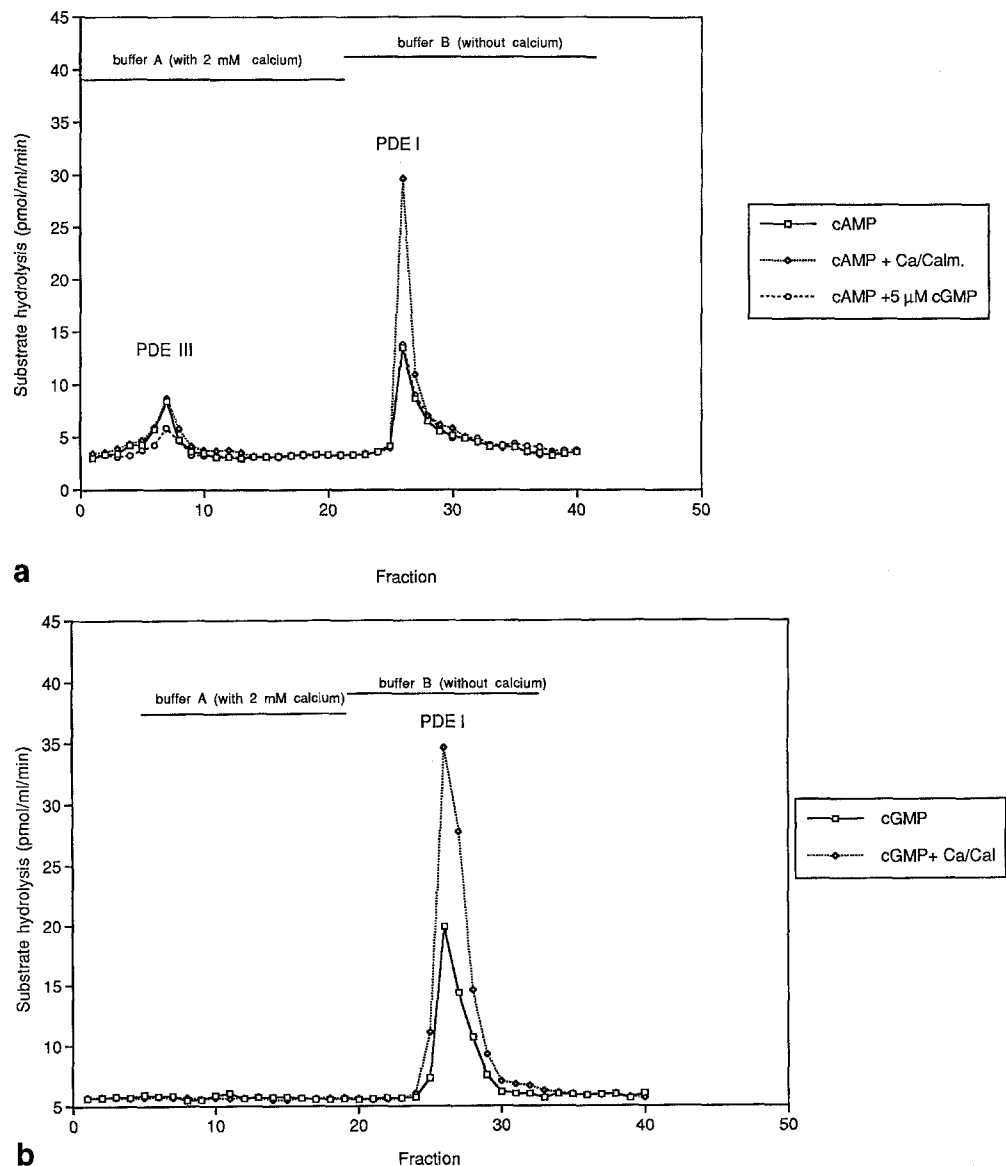 45
40
35
30
25
20
15
10
5
0
Substrate hydrolysis (pmol/ml/min)
buffer A (with 2 mM calcium)
buffer B (without calcium)
PDE III
PDE I
0 10 20 30 40 50
cAMP
cAMP + Ca/Calm.
cAMP +5 µM cGMP
a
Fraction
45
40
35
30
25
20
15
10
5
Substrate hydrolysis (pmol/ml/min)
buffer A (with 2 mM calcium)
buffer B (without calcium)
PDE I
0 10 20 30 40 50
cGMP
cGMP+ Ca/Cal
b
Fraction